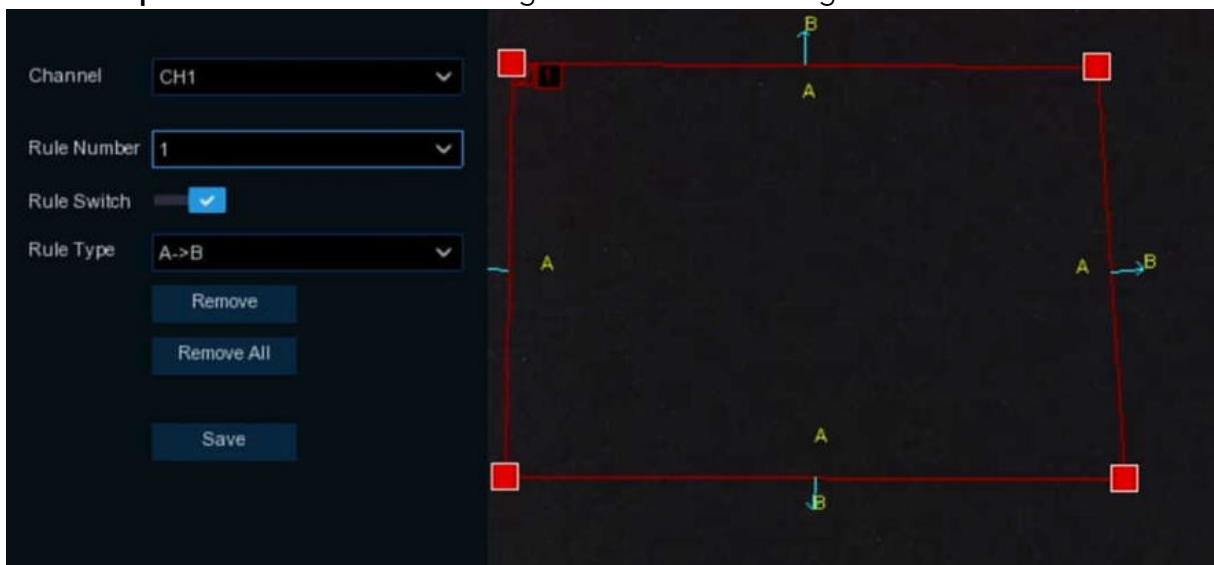 Channel
CH1
Rule Number
1
Rule Switch
Rule Type
A->B
Remove
Remove All
Save
B
1
A
A
A
B
A
B